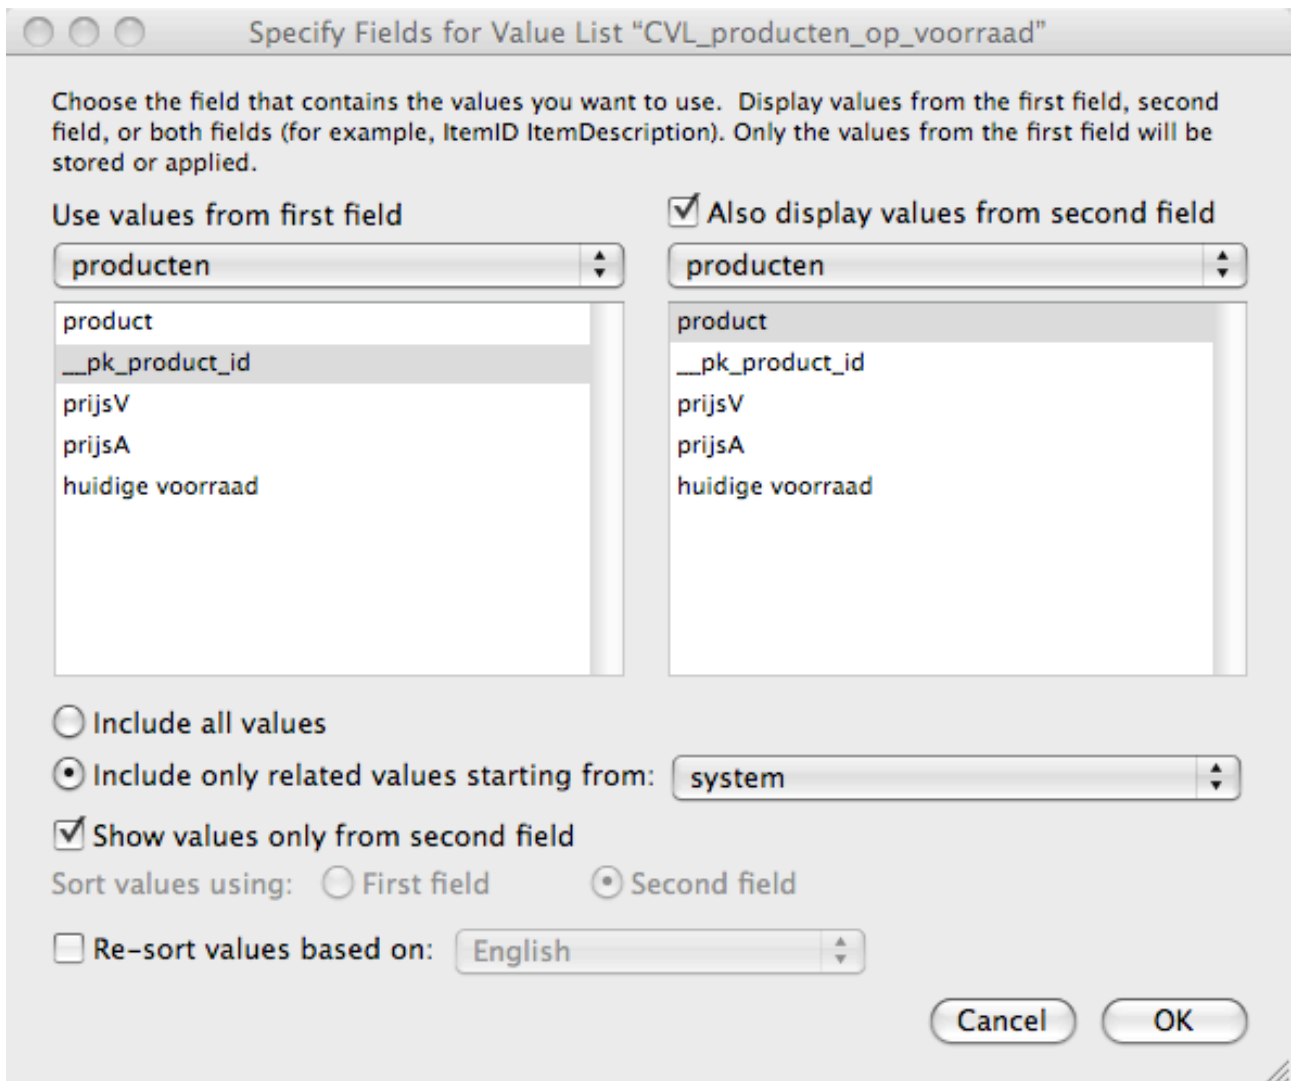 Specify Fields for Value List “CVL_producten_op_voorraad”
Choose the field that contains the values you want to use. Display values from the first field, second
field, or both fields (for example, ItemID ItemDescription). Only the values from the first field will be
stored or applied.
Use values from first field
Also display values from second field
producten
producten
product
__pk_product_id
prijsV
prijsA
huidige voorraad
product
__pk_product_id
prijsV
prijsA
huidige voorraad
Include all values
Include only related values starting from: system
Show values only from second field
Sort values using: First field Second field
Re-sort values based on: English
Cancel OK